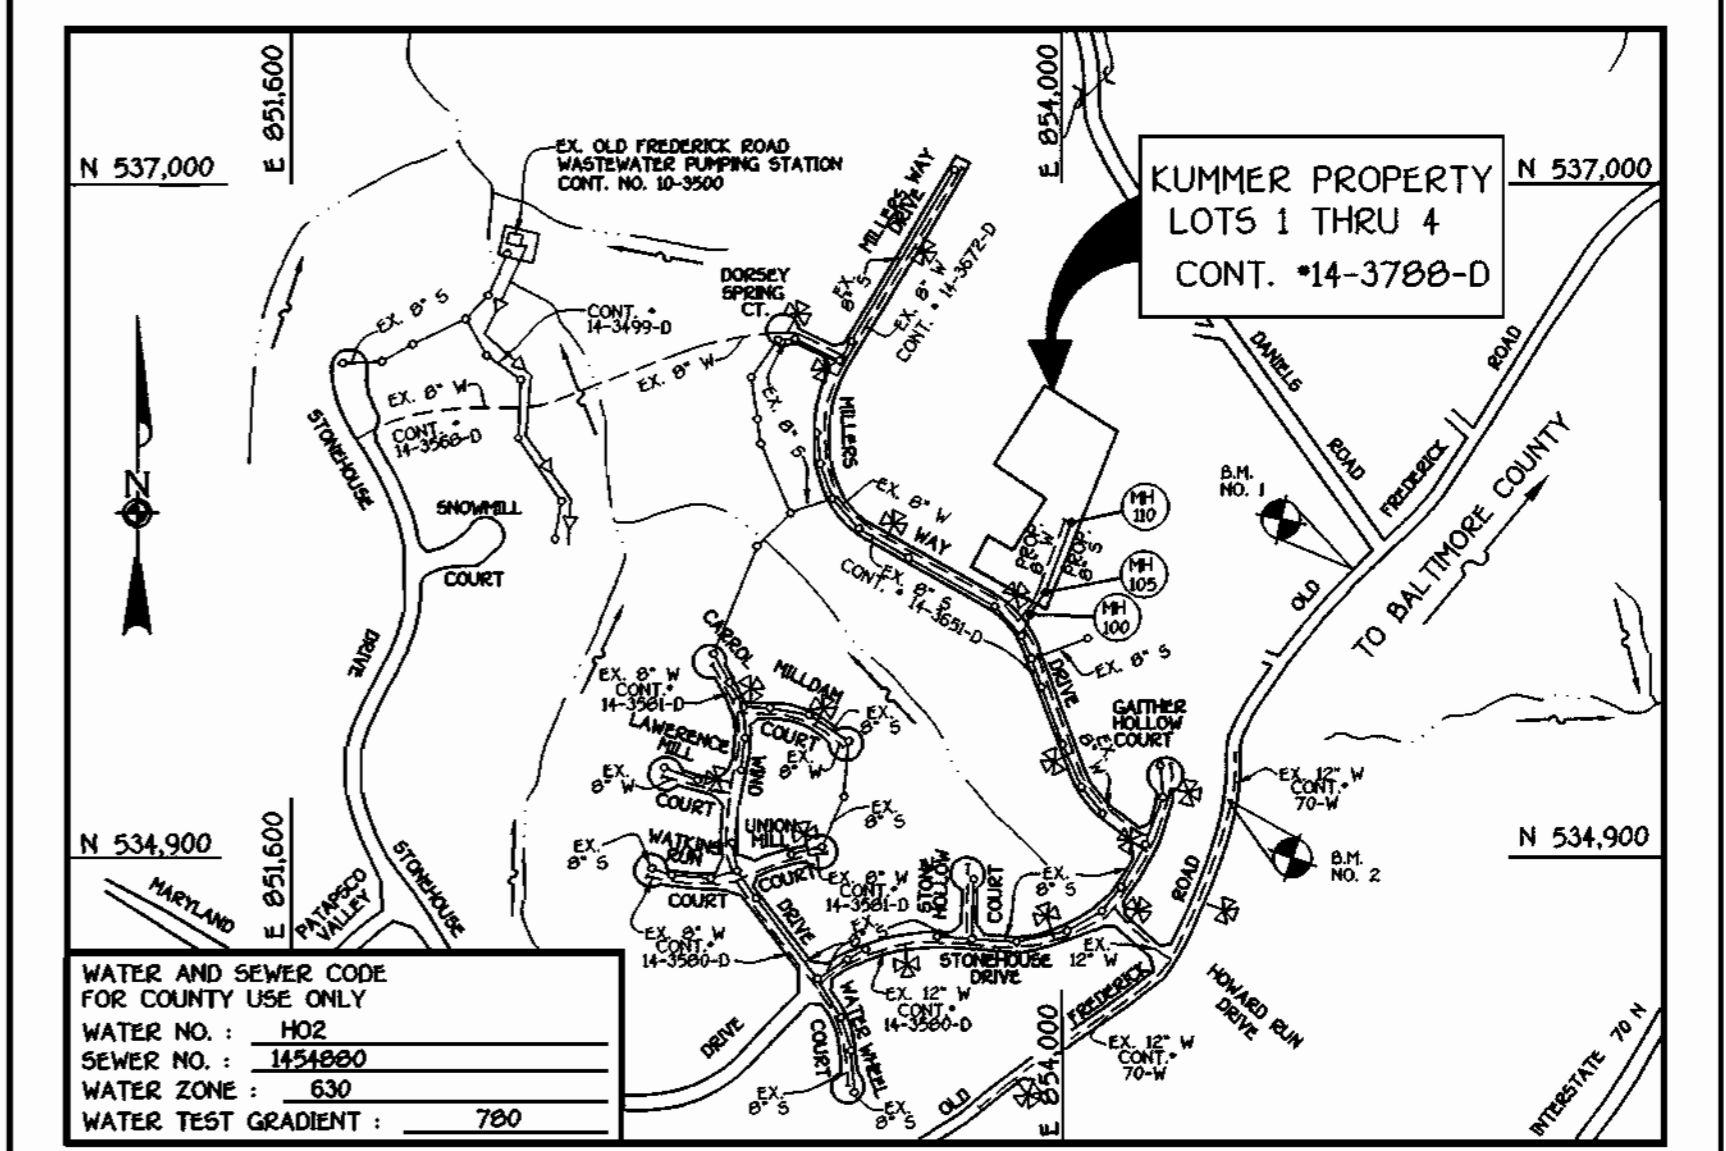 E 851,600
E 854,000
N 537,000
EX. OLD FREDERICK ROAD
WASTEWATER PUMPING STATION
CONT. NO. 10-3500
MILLERS WAY
DRIVE
KUMMER PROPERTY
LOTS 1 THRU 4
CONT. #14-3788-D
N 537,000
DORSEY
SPRING
CT.
EX.
8" S
EX. 8" W
CONT. # 14-3672-D
EX. 8" S
CONT. #
14-3499-D
EX. 8" W
EX. 8" W
CONT. #
14-3568-D
EX. 8" S
MILLERS
DANIELS
ROAD
ROAD
FREDERICK
OLD
TO BALTIMORE COUNTY
B.M.
NO. 1
STONEHOUSE
DRIVE
N
SNOWMILL
COURT
EX. 8" W
WAY
EX. 8" S
CONT. # 14-3651-D
PROP.
8" W
PROP.
8" S
MH
110
MH
105
MH
100
EX. 8" S
DRIVE
CARROL
EX. 8" W
CONT. #
14-3581-D
MILLDAM
COURT
EX.
8" S
EX.
8" W
LAWERENCE
MILL
COURT
EX.
8" W
WIND
GAITHER
HOLLOW
COURT
EX.
8" W
EX. 12" W
CONT. #
70-W
N 534,900
E 851,600
MARYLAND
PATAPSCO
VALLEY
STONEHOUSE
EX.
8" S
WATKINS
RUN
COURT
UNION
MILL
COURT
EX.
8" S
EX. 8" W
CONT. #
14-3581-D
EX. 8" W
CONT. #
14-3580-D
DRIVE
EX.
8" S
STONE
HOLLOW
COURT
EX.
8" S
STONEHOUSE
DRIVE
EX. 12" W
CONT. #
14-3580-D
EX.
12" W
ROAD
B.M.
NO. 2
N 534,900
FREDERICK
HOWARD RUN
DRIVE
EX. 12" W
CONT. #
70-W
E 854,000
OLD
INTERSTATE 70 N
DRIVE
COURT
WATER WHEEL
EX.
8" S
EX.
8" S
WATER AND SEWER CODE
FOR COUNTY USE ONLY
WATER NO. : HO2
SEWER NO. : 1454880
WATER ZONE : 630
WATER TEST GRADIENT : 780